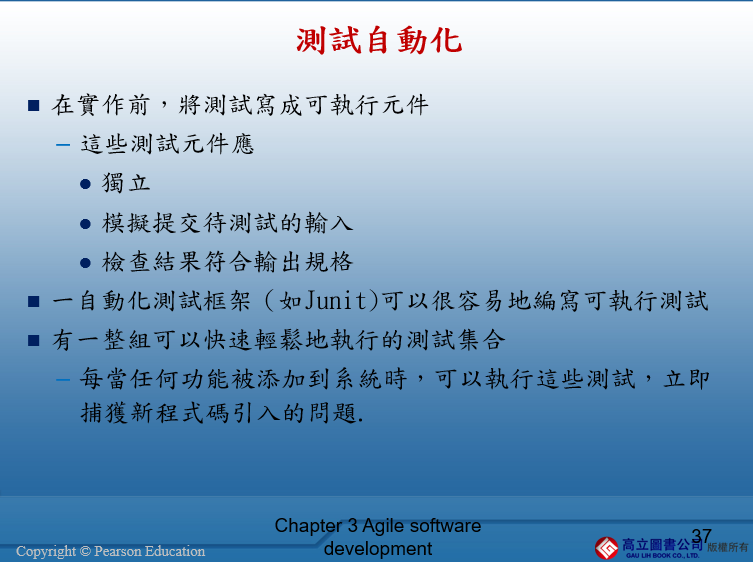 測試自動化
在實作前，將測試寫成可執行元件
– 這些測試元件應
獨立
模擬提交待測試的輸入
檢查結果符合輸出規格
一自動化測試框架（如Junit)可以很容易地編寫可執行測試
有一整組可以快速輕鬆地執行的測試集合
– 每當任何功能被添加到系統時，可以執行這些測試，立即
捕獲新程式碼引入的問題.
Chapter 3 Agile software
development
Copyright © Pearson Education
高立圖書公司
GAU LIH BOOK CO., LTD.
版權所有
37